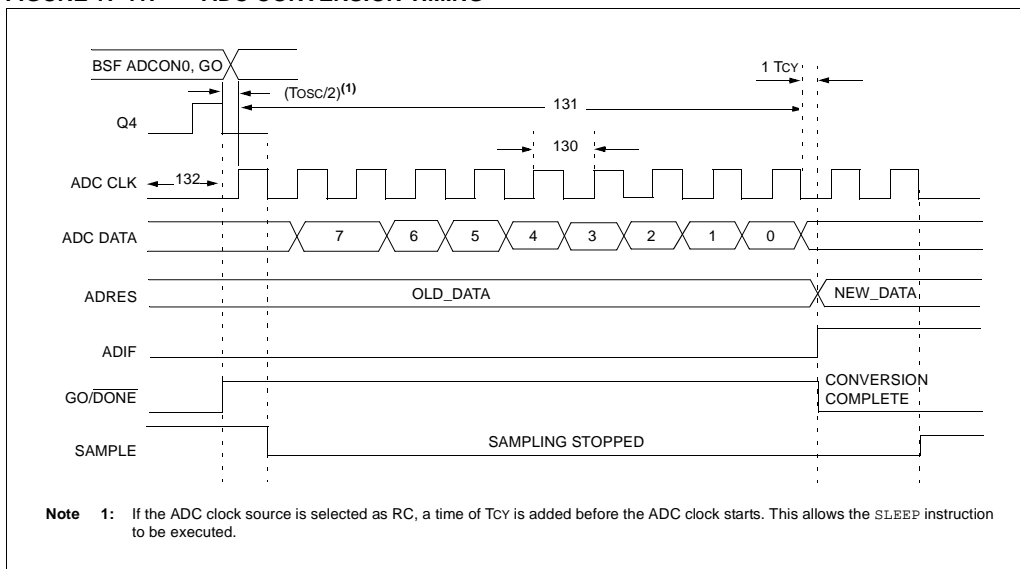 BSF ADCON0, GO
(TOSC/2)(1)
1 TCY
131
Q4
130
ADC CLK
132
ADC DATA
7 6 5 4 3 2 1 0
ADRES
OLD_DATA
NEW_DATA
ADIF
GO/DONE
CONVERSION
COMPLETE
SAMPLE
SAMPLING STOPPED
Note 1: If the ADC clock source is selected as RC, a time of TCY is added before the ADC clock starts. This allows the SLEEP instruction
to be executed.